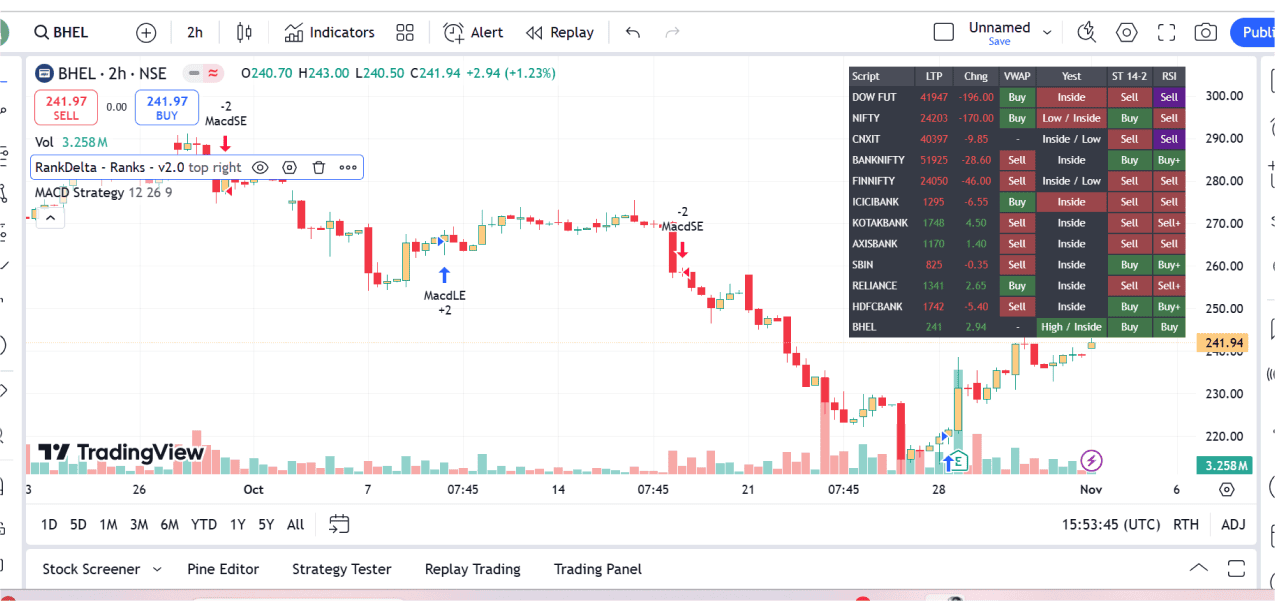 BHEL 2h Indicators Alert Replay Unnamed Save
BHEL · 2h · NSE O240.70 H243.00 L240.50 C241.94 +2.94 (+1.23%)
241.97 SELL 0.00 241.97 BUY
Vol 3.258 M
RankDelta - Ranks - v2.0 top right
MACD Strategy 12 26 9
-2
MacdSE
MacdLE
+2
-2
MacdSE
Script LTP Chng VWAP Yest ST 14-2 RSI
DOW FUT 41947 -196.00 Buy Inside Sell Sell
NIFTY 24203 -170.00 Buy Low / Inside Buy Sell
CNXIT 40397 -9.85 - Inside / Low Sell Sell
BANKNIFTY 51925 -28.60 Sell Inside Buy Buy+
FINNIFTY 24050 -46.00 Sell Inside / Low Sell Sell
ICICIBANK 1295 -6.55 Buy Inside Sell Sell
KOTAKBANK 1748 4.50 Sell Inside Sell Sell+
AXISBANK 1170 1.40 Sell Inside Sell Sell
SBIN 825 -0.35 Sell Inside Buy Buy+
RELIANCE 1341 2.65 Buy Inside Sell Sell+
HDFCBANK 1742 -5.40 Sell Inside Buy Buy+
BHEL 241 2.94 - High / Inside Buy Buy
300.00
290.00
280.00
270.00
260.00
250.00
241.94
240.00
230.00
220.00
3.258 M
TradingView
E
26 Oct 7 07:45 14 07:45 21 07:45 28 Nov 6
1D 5D 1M 3M 6M YTD 1Y 5Y All 15:53:45 (UTC) RTH ADJ
Stock Screener Pine Editor Strategy Tester Replay Trading Trading Panel